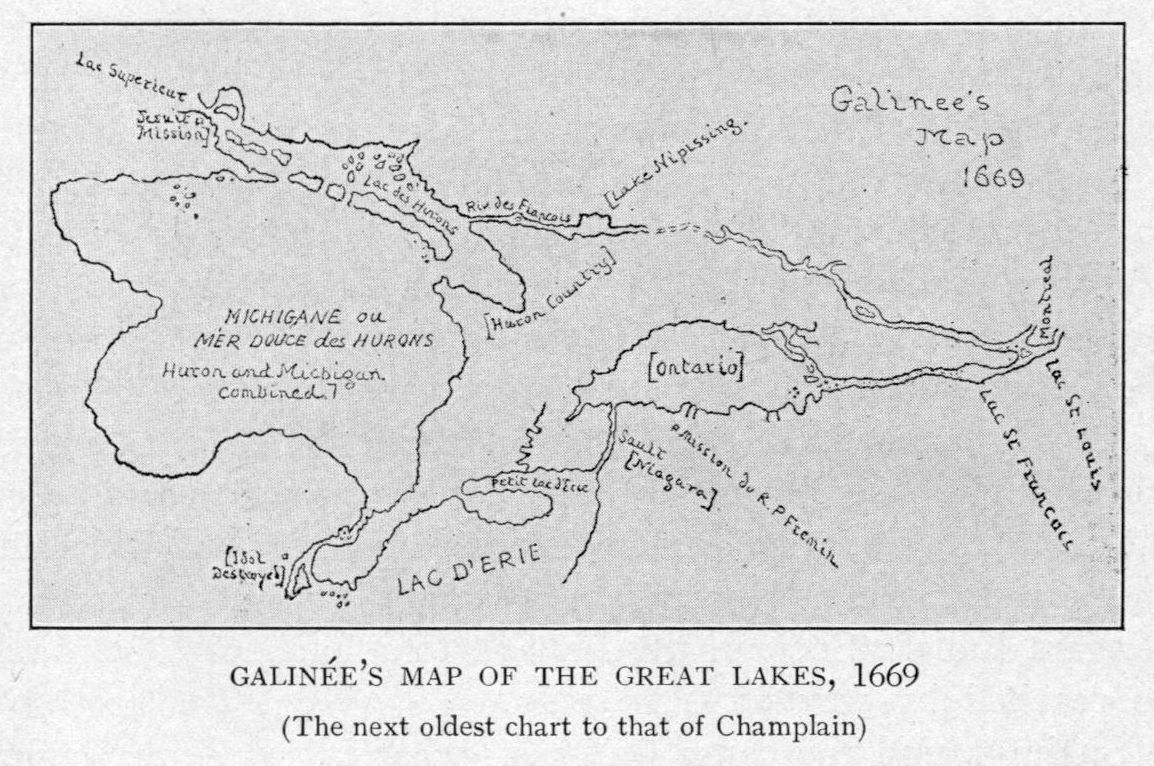 Lac Superieur
Jesuit
Mission]
Galinee's
Map
1669
[Lake Nipissing.
Lac des Hurons
Riv des Francois
[Huron Country]
Montreal
MICHIGANE ou
MÈR DOUCE des HURONS
Huron and Michigan
combined]
[Ontario]
Lac St Louis
Lac St Francois
Sault
[Niagara]
Mission du R.P Fremin
Petit Lac d'Erie
LAC D'ERIE
[Idol
Destroyed]
GALINÉE'S MAP OF THE GREAT LAKES, 1669
(The next oldest chart to that of Champlain)